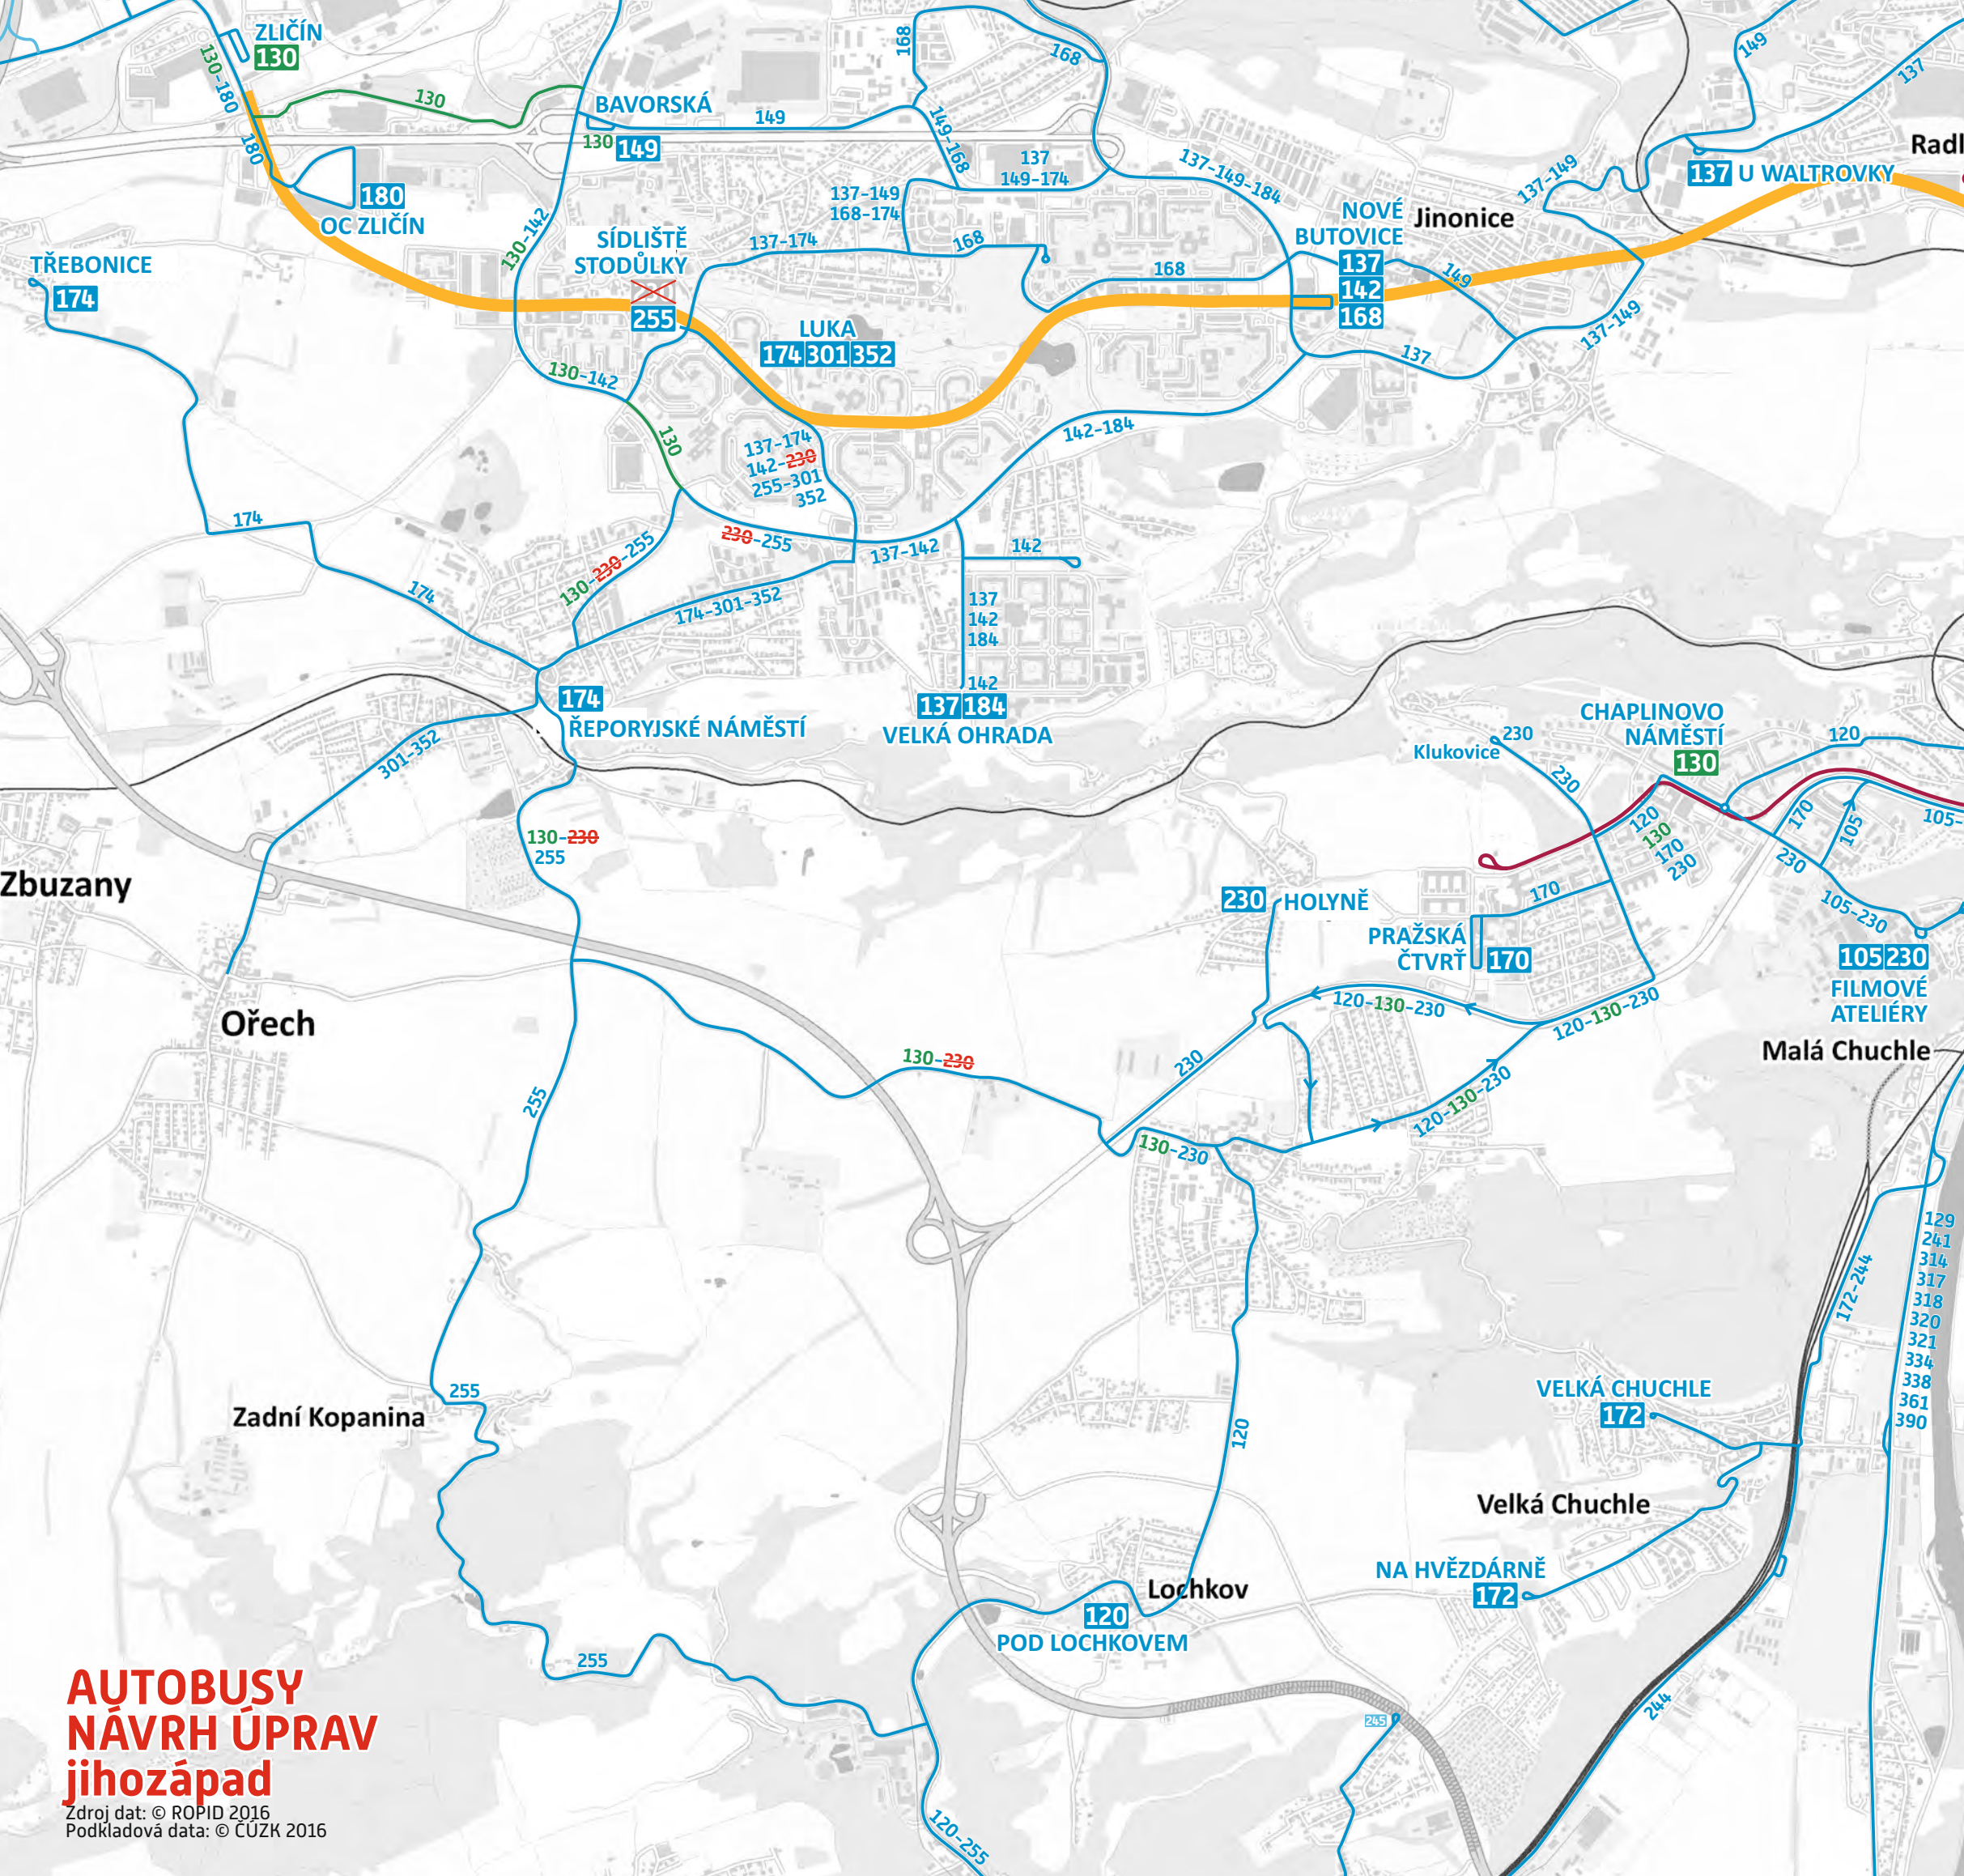 ZLIČÍN
130
130-180
130
180
180
OC ZLIČÍN
TŘEBONICE
174
BAVORSKÁ
149
130 149
168
168
149-168
137
149-174
137-149
168-174
137-149-184
149
137
137-149
137 U WALTROVKY
Radl
NOVÉ
BUTOVICE
137
142
168
Jinonice
149
137-149
137
130-142
SÍDLIŠTĚ
STODŮLKY
255
137-174
168
168
LUKA
174 301 352
130-142
130
137-174
142-230
255-301
352
142-184
174
230-255
137-142
142
130-230-255
174-301-352
174
137
142
184
142
137 184
VELKÁ OHRADA
174
ŘEPORYJSKÉ NÁMĚSTÍ
301-352
Zbuzany
130-230
255
Ořech
CHAPLINOVO
NÁMĚSTÍ
130
120
230
Klukovice
230
120
130
170
230
170
105
105-
230
105-230
105 230
FILMOVÉ
ATELIÉRY
230 HOLYNĚ
170
PRAŽSKÁ
ČTVRŤ 170
120-130-230
120-130-230
Malá Chuchle
130-230
230
120-130-230
255
130-230
129
241
314
317
318
320
321
334
338
361
390
172-244
255
Zadní Kopanina
120
VELKÁ CHUCHLE
172
Velká Chuchle
NA HVĚZDÁRNĚ
172
Lochkov
120
POD LOCHKOVEM
255
245
244
120-255
AUTOBUSY
NÁVRH ÚPRAV
jihozápad
Zdroj dat: © ROPID 2016
Podkladová data: © ČÚZK 2016